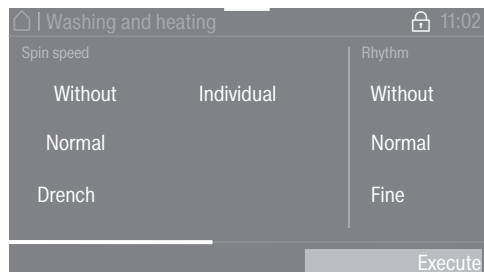 | Washing and heating 11:02
Spin speed Rhythm
Without Individual Without
Normal Normal
Drench Fine
Execute